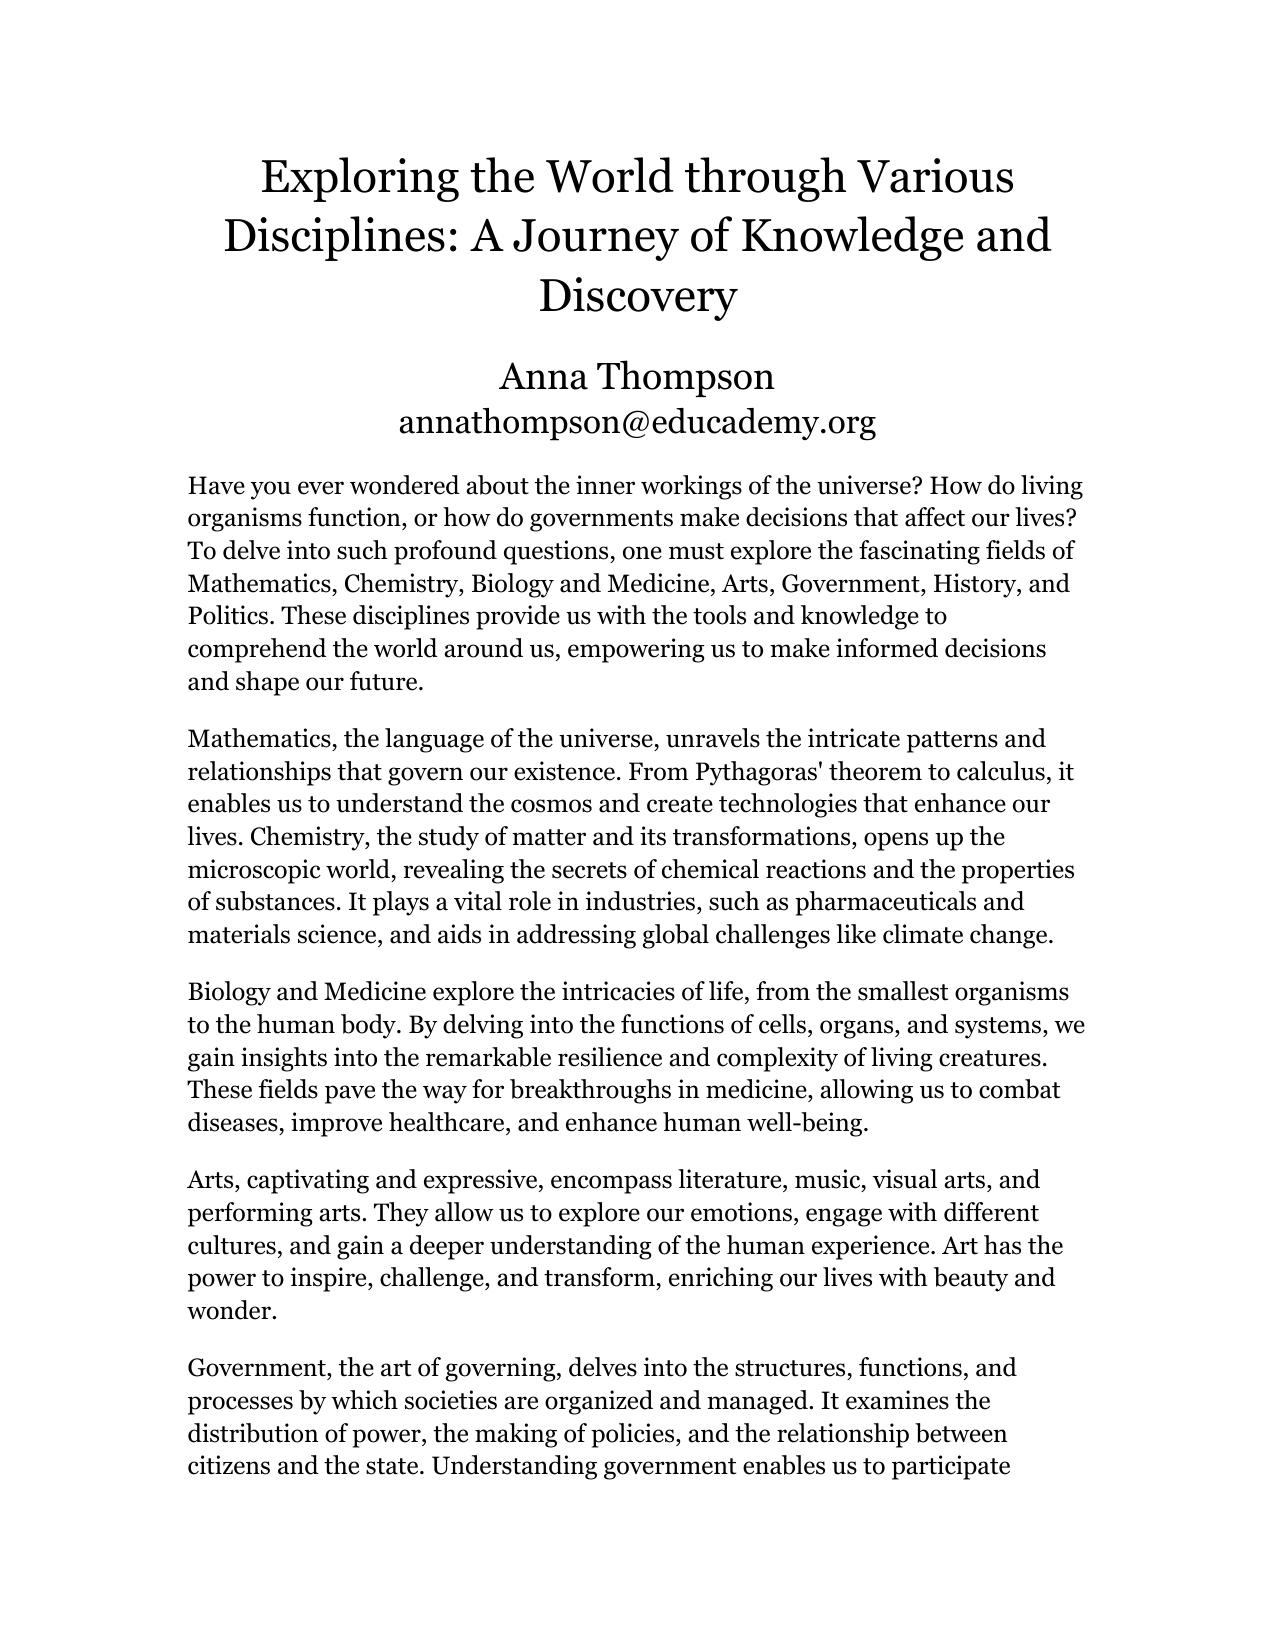 Exploring the World through Various
Disciplines: A Journey of Knowledge and
Discovery
Anna Thompson
annathompson@educademy.org
Have you ever wondered about the inner workings of the universe? How do living
organisms function, or how do governments make decisions that affect our lives?
To delve into such profound questions, one must explore the fascinating fields of
Mathematics, Chemistry, Biology and Medicine, Arts, Government, History, and
Politics. These disciplines provide us with the tools and knowledge to
comprehend the world around us, empowering us to make informed decisions
and shape our future.
Mathematics, the language of the universe, unravels the intricate patterns and
relationships that govern our existence. From Pythagoras' theorem to calculus, it
enables us to understand the cosmos and create technologies that enhance our
lives. Chemistry, the study of matter and its transformations, opens up the
microscopic world, revealing the secrets of chemical reactions and the properties
of substances. It plays a vital role in industries, such as pharmaceuticals and
materials science, and aids in addressing global challenges like climate change.
Biology and Medicine explore the intricacies of life, from the smallest organisms
to the human body. By delving into the functions of cells, organs, and systems, we
gain insights into the remarkable resilience and complexity of living creatures.
These fields pave the way for breakthroughs in medicine, allowing us to combat
diseases, improve healthcare, and enhance human well-being.
Arts, captivating and expressive, encompass literature, music, visual arts, and
performing arts. They allow us to explore our emotions, engage with different
cultures, and gain a deeper understanding of the human experience. Art has the
power to inspire, challenge, and transform, enriching our lives with beauty and
wonder.
Government, the art of governing, delves into the structures, functions, and
processes by which societies are organized and managed. It examines the
distribution of power, the making of policies, and the relationship between
citizens and the state. Understanding government enables us to participate